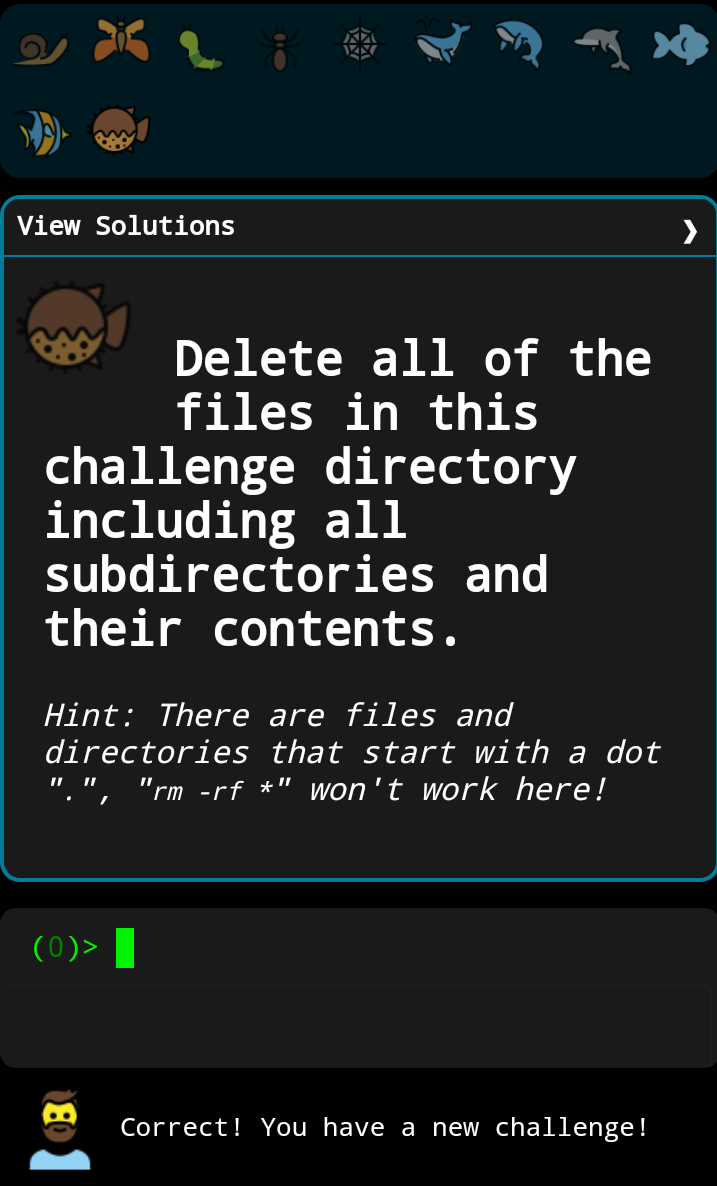 View Solutions ❯
Delete all of the
files in this
challenge directory
including all
subdirectories and
their contents.
Hint: There are files and
directories that start with a dot
".", "rm -rf *" won't work here!
(0)>
Correct! You have a new challenge!